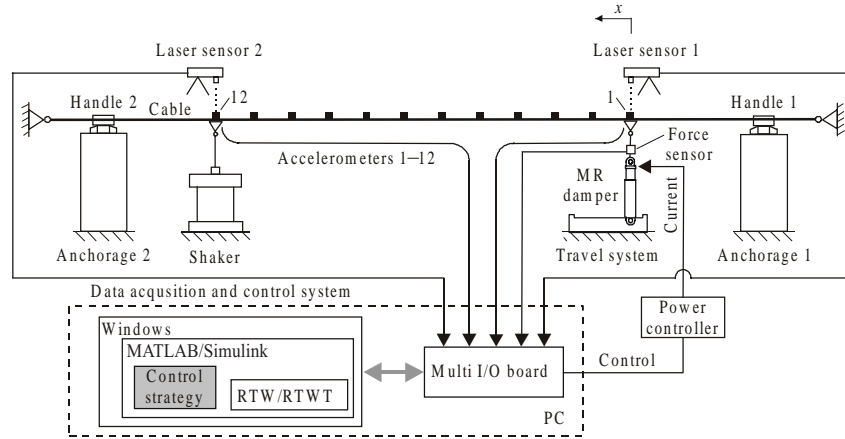 x
Laser sensor 2
Laser sensor 1
Handle 2
Cable
12
1
Handle 1
Accelerometers 1—12
Force
sensor
MR
damper
Current
Anchorage 2
Shaker
Travel system
Anchorage 1
Data acqusition and control system
Windows
MATLAB/Simulink
Control
strategy
RTW/RTWT
Multi I/O board
Control
Power
controller
PC